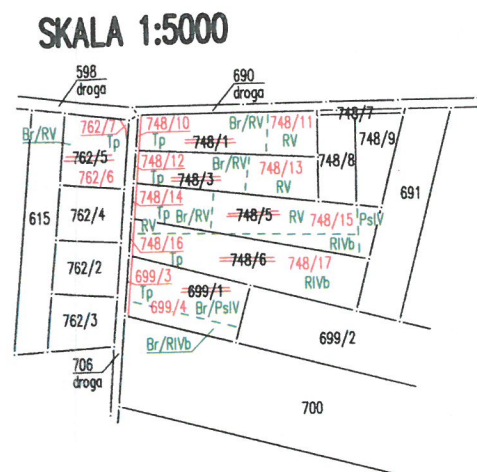 SKALA 1:5000
598
droga
690
droga
762/7
748/10
Br/RV
748/11
748/7
Br/RV
Tp
Tp
748/1
RV
748/9
762/5
748/12
Br/RV
748/13
748/8
762/6
Tp
748/3
RV
691
748/14
615
762/4
Tp
Br/RV
748/5
RV
748/15
PsIV
RV
748/16
RIVb
762/2
Tp
748/6
748/17
699/3
RIVb
Tp
699/1
699/4
Br/PsIV
762/3
699/2
Br/RIVb
706
droga
700